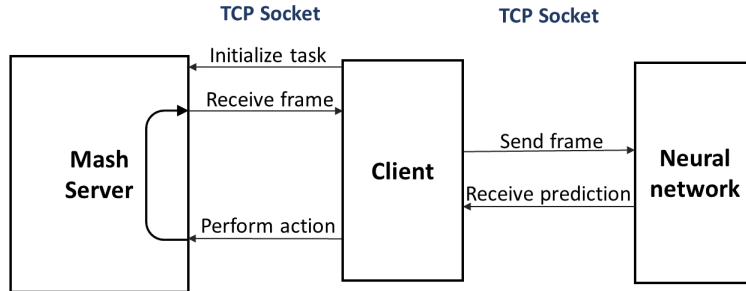 TCP Socket
TCP Socket
Initialize task
Receive frame
Send frame
Mash
Server
Client
Neural
network
Receive prediction
Perform action